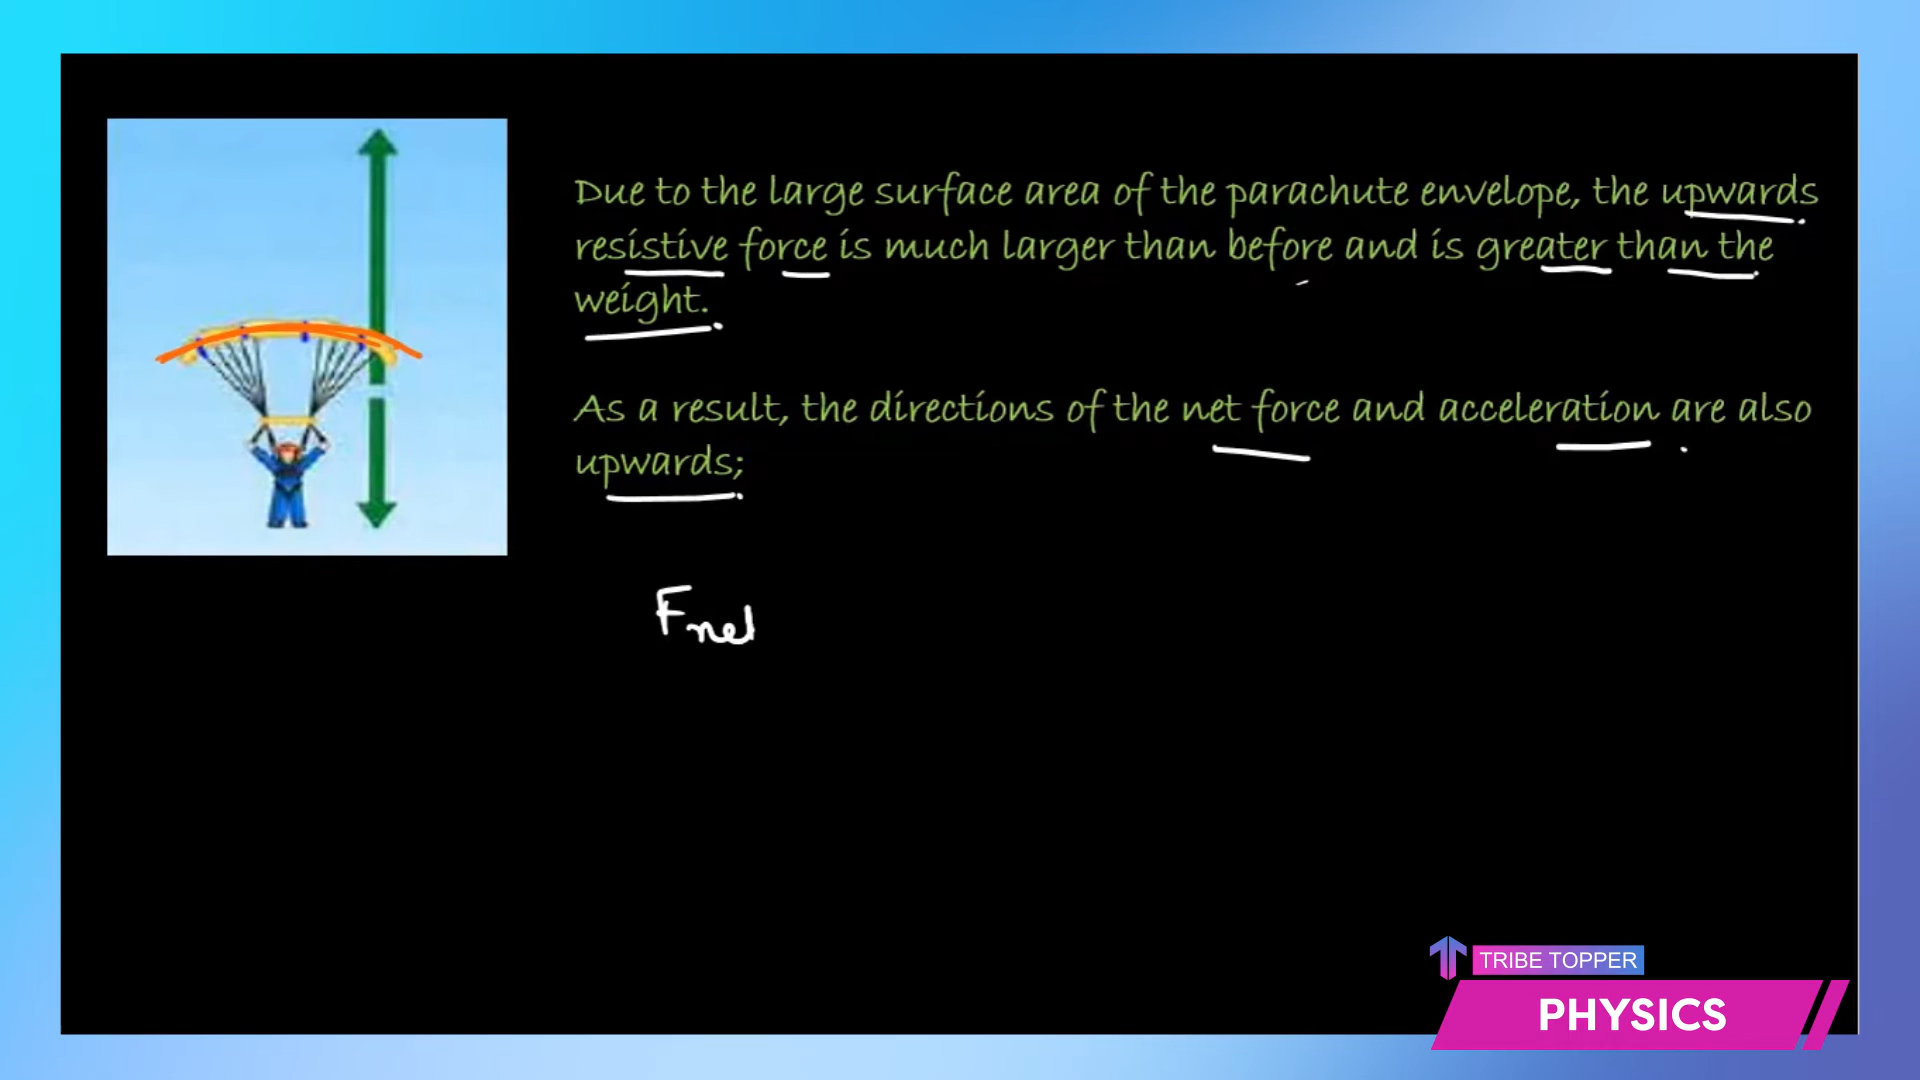 Due to the large surface area of the parachute envelope, the upwards
resistive force is much larger than before and is greater than the
weight.
As a result, the directions of the net force and acceleration are also
upwards;
Fnet
TRIBE TOPPER
PHYSICS